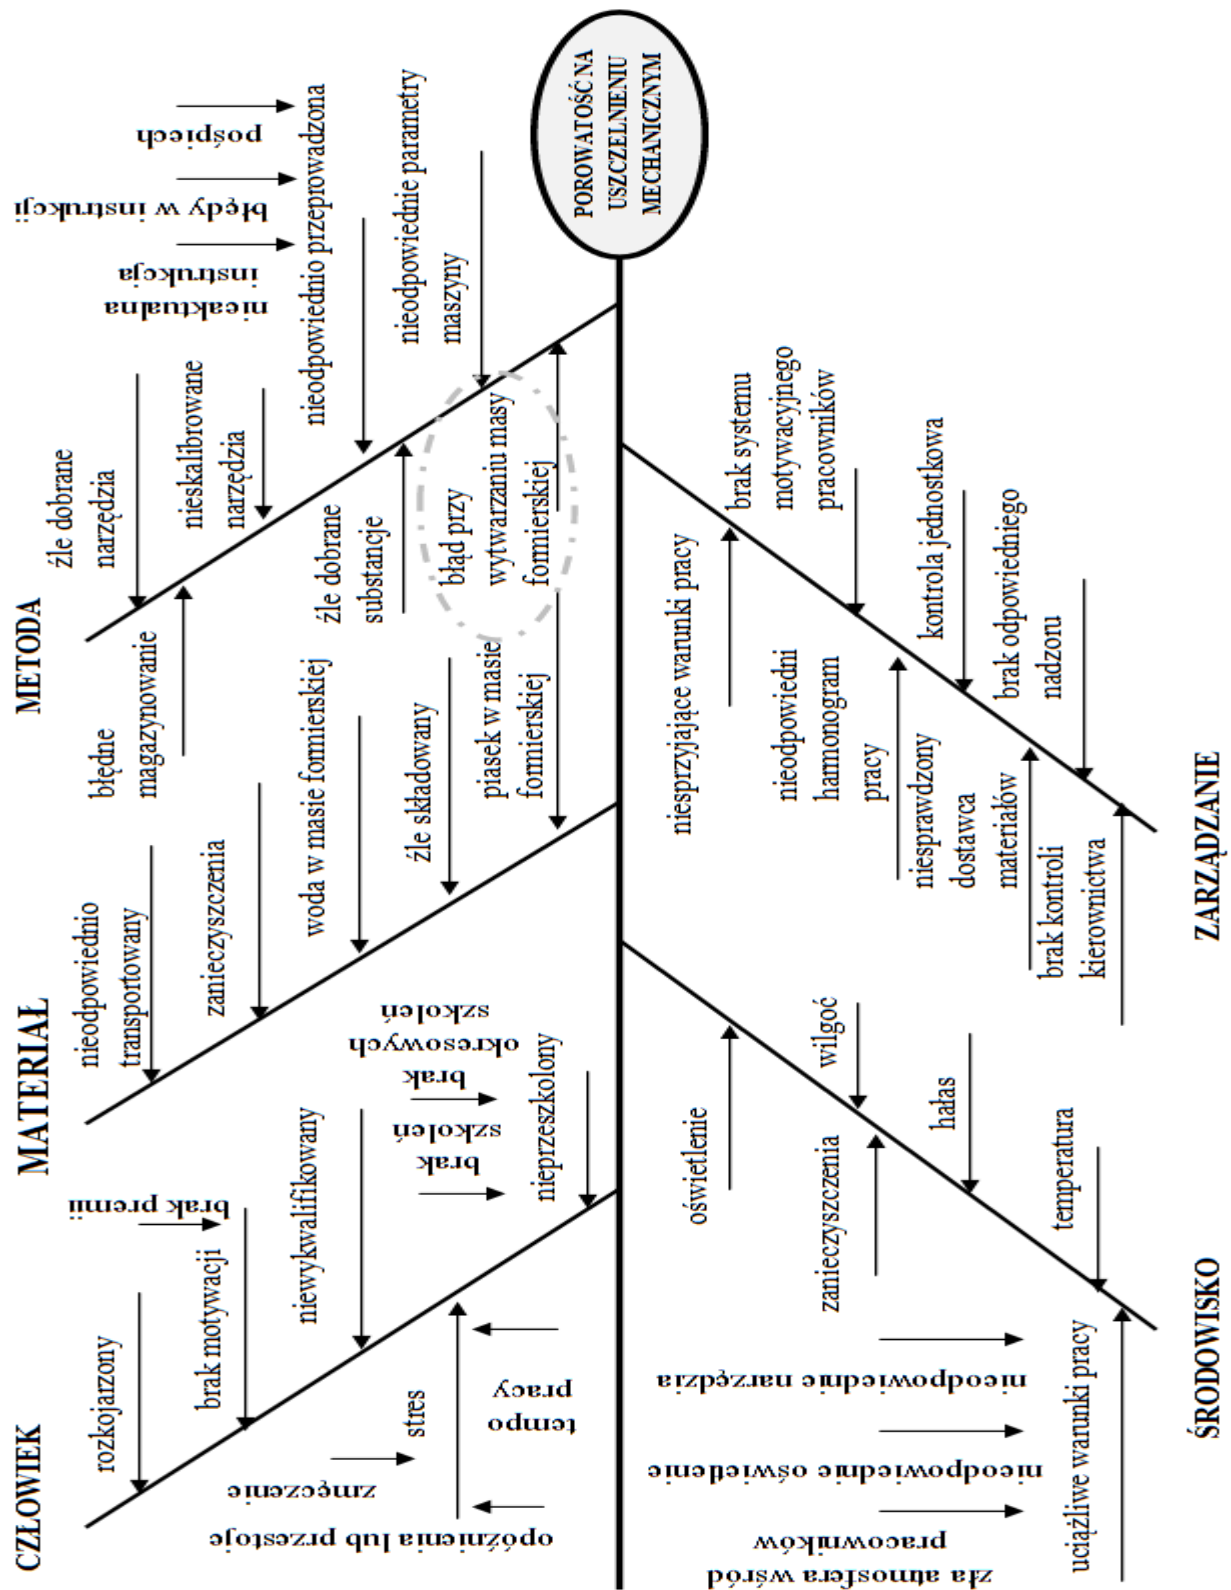 CZŁOWIEK
rozkojarzony
brak premii
brak motywacji
niewykwalifikowany
brak
szkoleń
brak
okresowych
szkoleń
nieprzeszkolony
zmęczenie
stres
opóźnienia lub przestoje
tempo
pracy
MATERIAŁ
nieodpowiednio
transportowany
zanieczyszczenia
woda w masie formierskiej
źle składowany
piasek w masie
formierskiej
METODA
źle dobrane
narzędzia
błędne
magazynowanie
nieskalibrowane
narzędzia
nieaktualna
instrukcja
błędy w instrukcji
pośpiech
nieodpowiednio przeprowadzona
źle dobrane
substancje
nieodpowiednie parametry
maszyny
błąd przy
wytwarzaniu masy
formierskiej
POROWATOŚĆ NA
USZCZELNIENIU
MECHANICZNYM
oświetlenie
wilgoć
zanieczyszczenia
hałas
temperatura
zła atmosfera wśród
pracowników
nieodpowiednie oświetlenie
nieodpowiednie narzędzia
uciążliwe warunki pracy
ŚRODOWISKO
niesprzyjające warunki pracy
brak systemu
motywacyjnego
pracowników
nieodpowiedni
hamonogram
pracy
kontrola jednostkowa
niesprawdzony
dostawca
materiałów
brak odpowiedniego
nadzoru
brak kontroli
kierownictwa
ZARZĄDZANIE